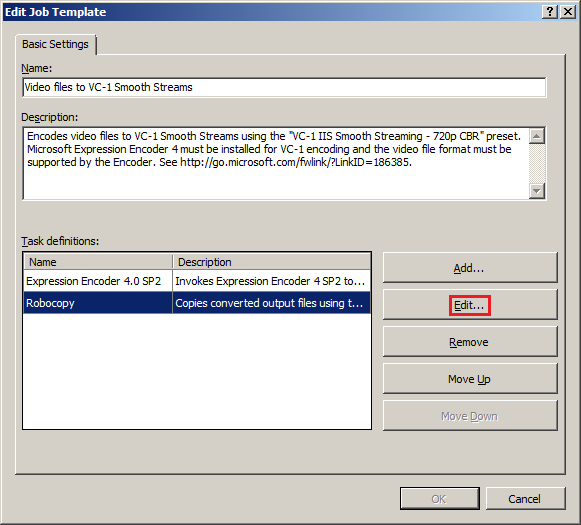 Edit Job Template
Basic Settings
Name:
Video files to VC-1 Smooth Streams
Description:
Encodes video files to VC-1 Smooth Streams using the "VC-1 IIS Smooth Streaming - 720p CBR" preset.
Microsoft Expression Encoder 4 must be installed for VC-1 encoding and the video file format must be
supported by the Encoder. See http://go.microsoft.com/fwlink/?LinkID=186385.
Task definitions:
Name Description
Expression Encoder 4.0 SP2 Invokes Expression Encoder 4 SP2 to...
Robocopy Copies converted output files using t...
Add...
Edit...
Remove
Move Up
Move Down
OK Cancel